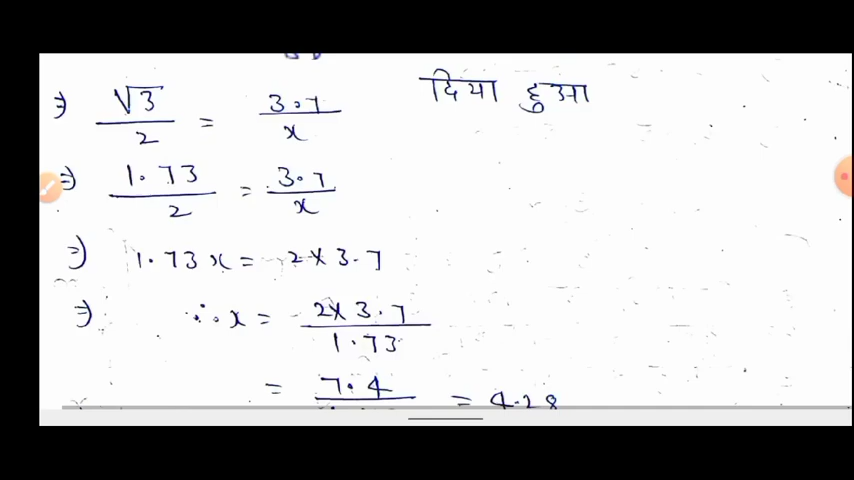 ⇒ √3/2 = 3.7/x दिया हुआ
⇒ 1.73/2 = 3.7/x
⇒ 1.73x = 2×3.7
⇒ ∴ x = 2×3.7/1.73
= 7.4/ = 4.28